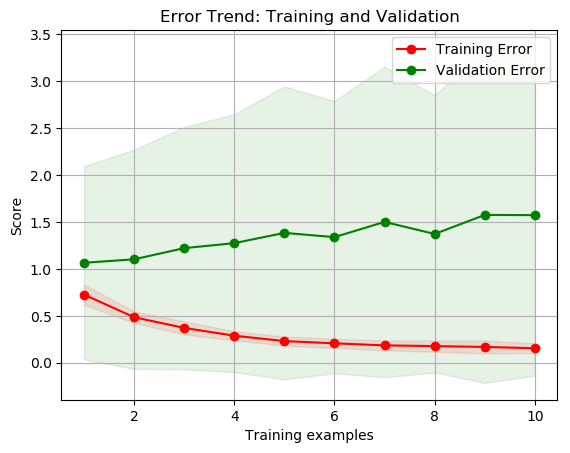 Error Trend: Training and Validation
3.5
3.0
2.5
2.0
1.5
1.0
0.5
0.0
Score
Training Error
Validation Error
2
4
6
8
10
Training examples